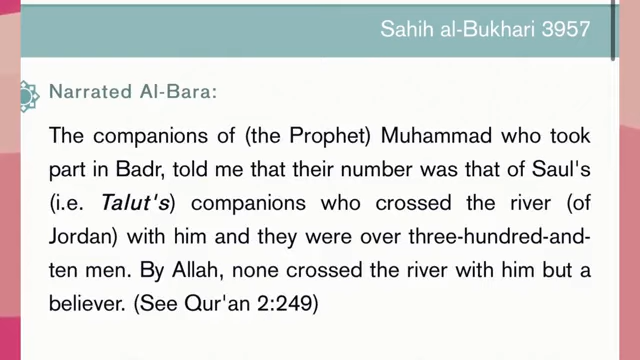 Sahih al-Bukhari 3957
Narrated Al-Bara:
The companions of (the Prophet) Muhammad who took
part in Badr, told me that their number was that of Saul's
(i.e. Talut's) companions who crossed the river (of
Jordan) with him and they were over three-hundred-and-
ten men. By Allah, none crossed the river with him but a
believer. (See Qur'an 2:249)